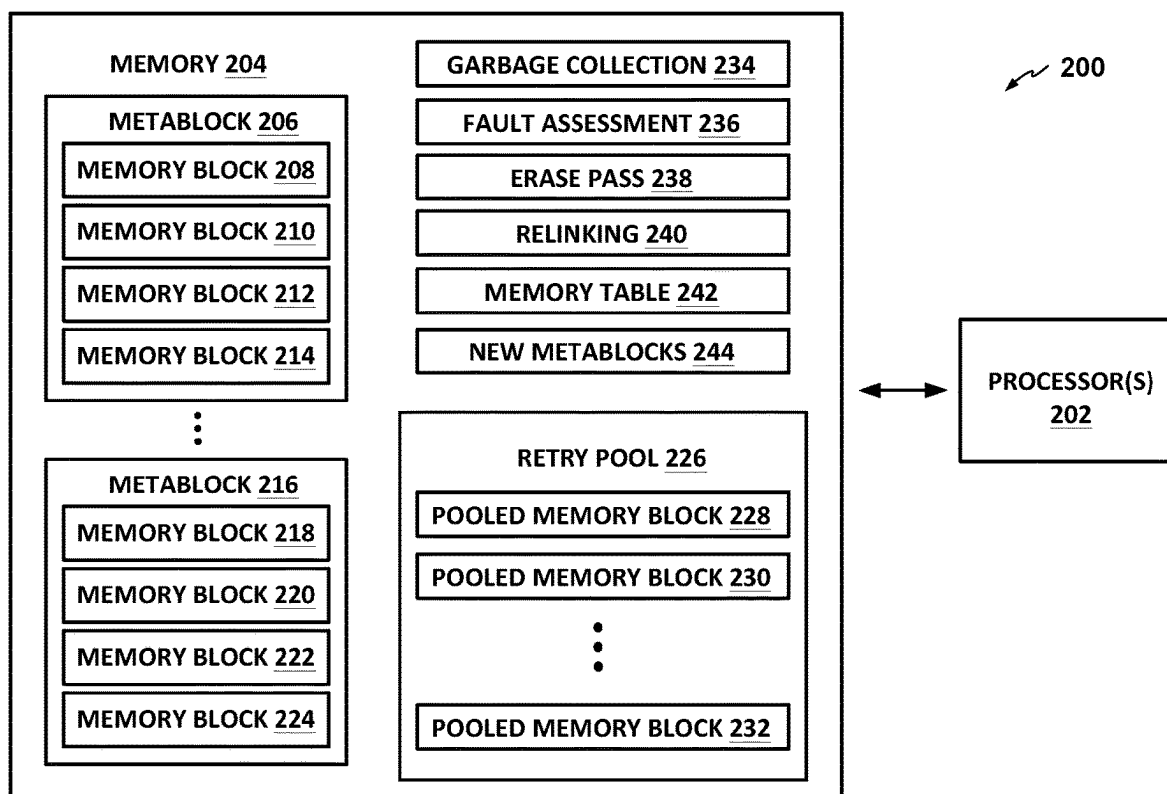 MEMORY 204
METABLOCK 206
MEMORY BLOCK 208
MEMORY BLOCK 210
MEMORY BLOCK 212
MEMORY BLOCK 214
METABLOCK 216
MEMORY BLOCK 218
MEMORY BLOCK 220
MEMORY BLOCK 222
MEMORY BLOCK 224
GARBAGE COLLECTION 234
FAULT ASSESSMENT 236
ERASE PASS 238
RELINKING 240
MEMORY TABLE 242
NEW METABLOCKS 244
RETRY POOL 226
POOLED MEMORY BLOCK 228
POOLED MEMORY BLOCK 230
POOLED MEMORY BLOCK 232
200
PROCESSOR(S)
202